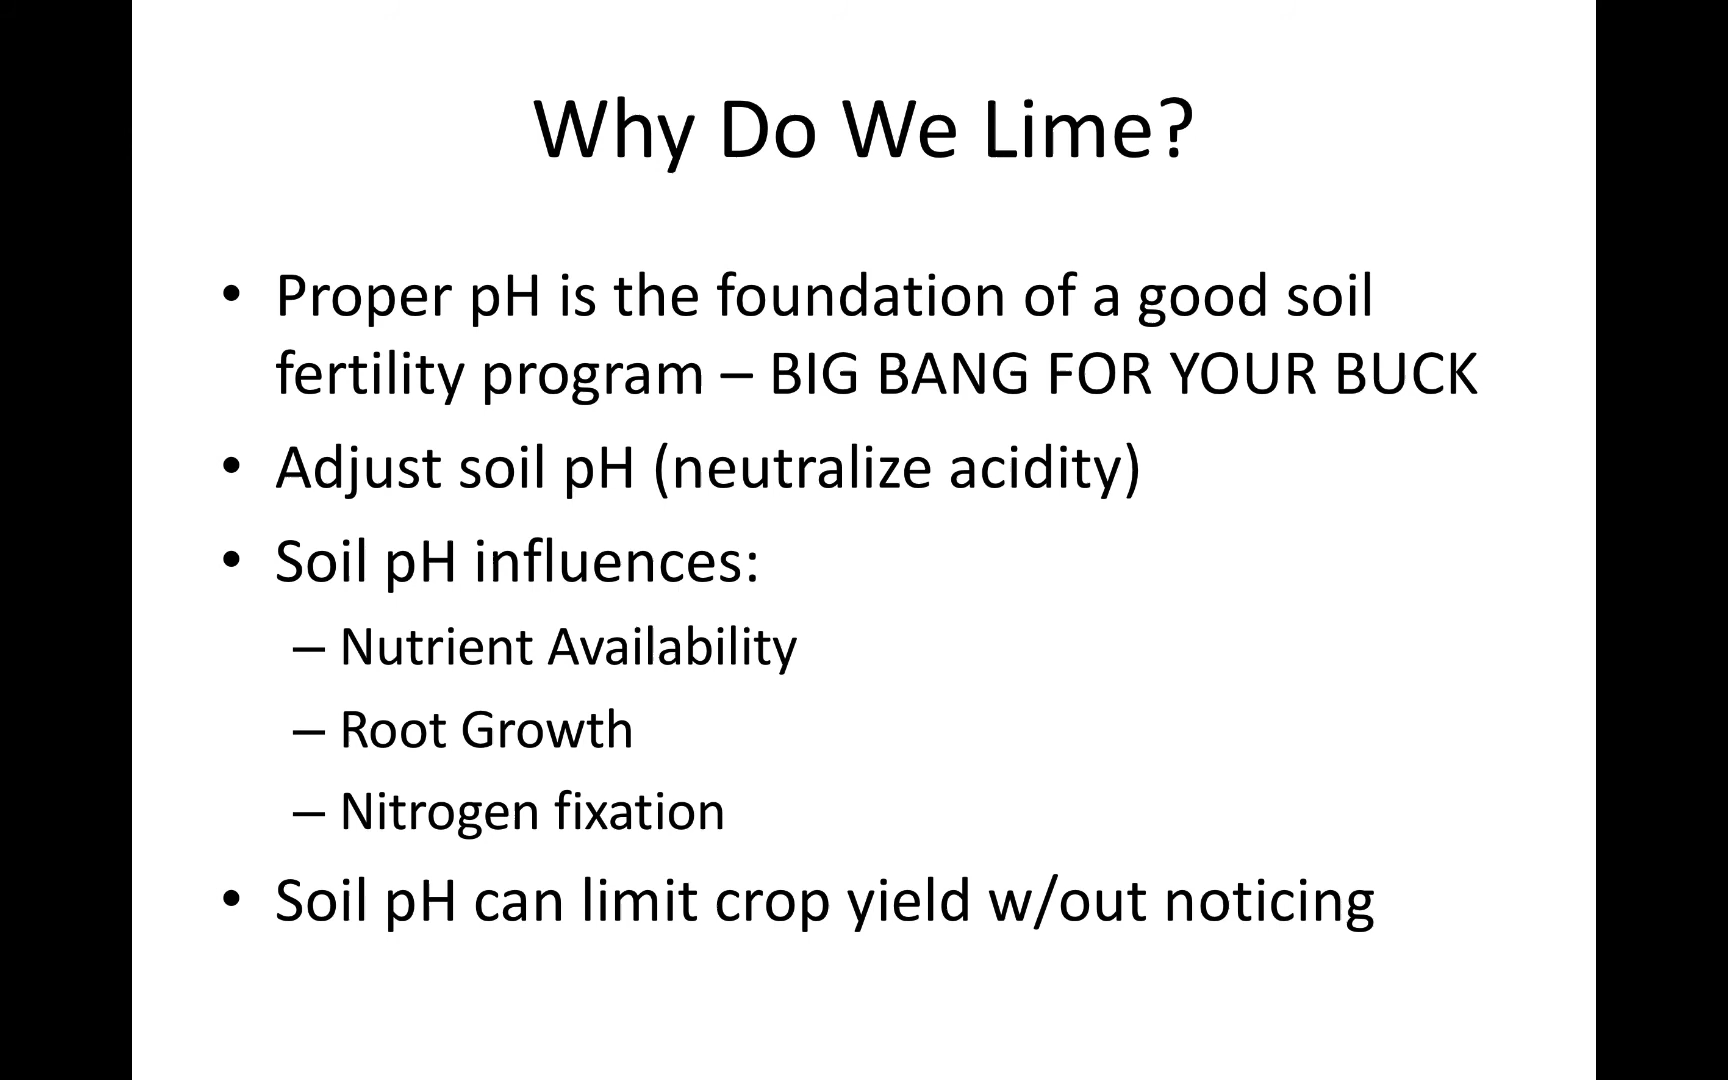 Why Do We Lime?
• Proper pH is the foundation of a good soil
fertility program – BIG BANG FOR YOUR BUCK
• Adjust soil pH (neutralize acidity)
• Soil pH influences:
– Nutrient Availability
– Root Growth
– Nitrogen fixation
• Soil pH can limit crop yield w/out noticing